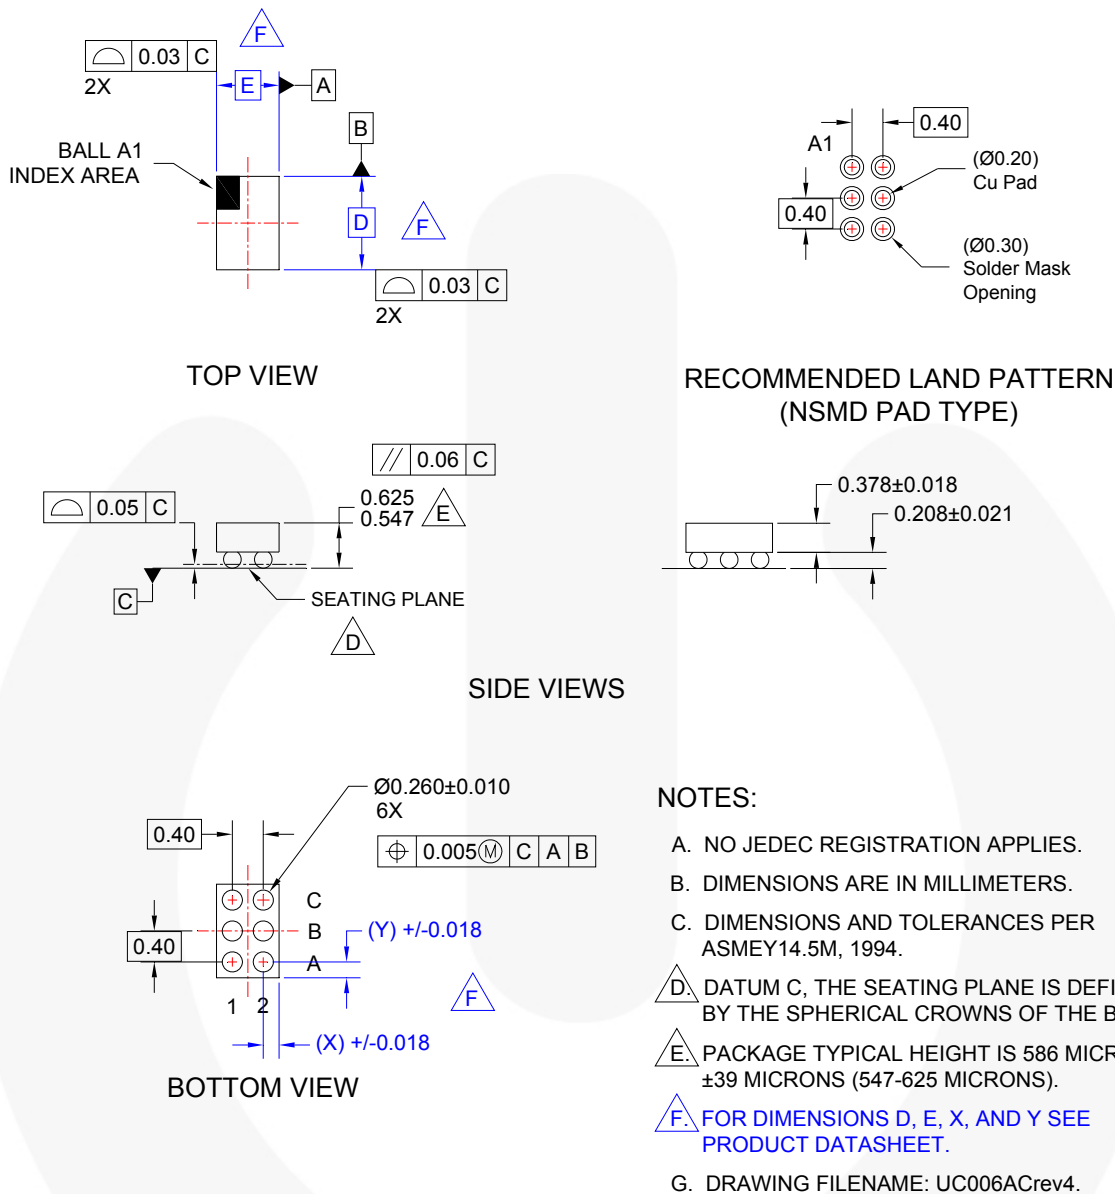 F
0.03 C
2X
E
A
B
BALL A1
INDEX AREA
D
F
0.03 C
2X
TOP VIEW
0.40
A1
(Ø0.20)
Cu Pad
0.40
(Ø0.30)
Solder Mask
Opening
RECOMMENDED LAND PATTERN
(NSMD PAD TYPE)
// 0.06 C
0.05 C
0.625
0.547
E
C
SEATING PLANE
D
0.378±0.018
0.208±0.021
SIDE VIEWS
Ø0.260±0.010
6X
0.40
0.005Ⓜ C A B
C
B
A
0.40
(Y) +/-0.018
F
1 2
(X) +/-0.018
BOTTOM VIEW
NOTES:
A. NO JEDEC REGISTRATION APPLIES.
B. DIMENSIONS ARE IN MILLIMETERS.
C. DIMENSIONS AND TOLERANCES PER
ASMEY14.5M, 1994.
D. DATUM C, THE SEATING PLANE IS DEFI
BY THE SPHERICAL CROWNS OF THE B
E. PACKAGE TYPICAL HEIGHT IS 586 MICR
±39 MICRONS (547-625 MICRONS).
F. FOR DIMENSIONS D, E, X, AND Y SEE
PRODUCT DATASHEET.
G. DRAWING FILENAME: UC006ACrev4.